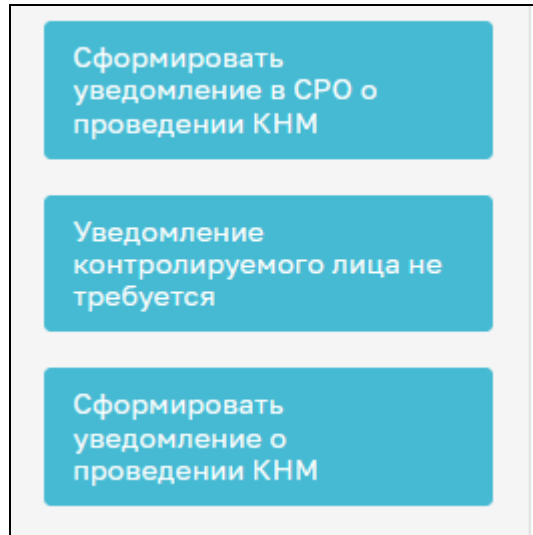 Сформировать
уведомление в СРО о
проведении КНМ
Уведомление
контролируемого лица не
требуется
Сформировать
уведомление о
проведении КНМ